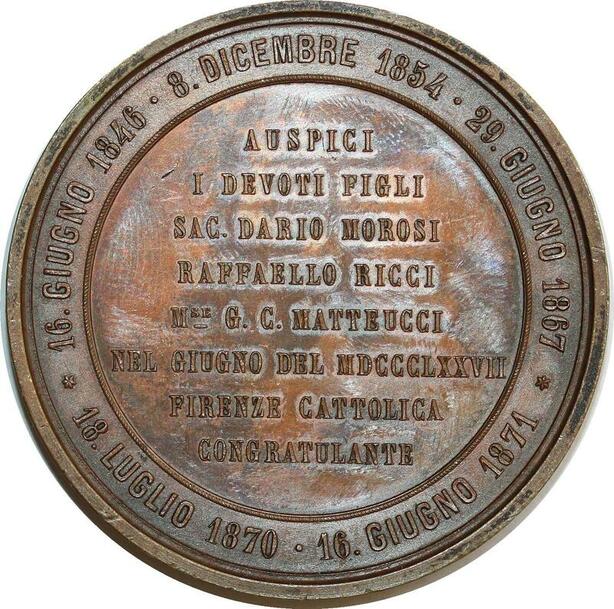 * 16. GIUGNO 1846 · 8. DICEMBRE 1854 · 29. GIUGNO 1867 *
18. LUGLIO 1870 · 16. GIUGNO 1871
AUSPICI
I DEVOTI FIGLI
SAC. DARIO MOROSI
RAFFAELLO RICCI
MSE G. C. MATTEUCCI
NEL GIUGNO DEL MDCCCLXXVII
FIRENZE CATTOLICA
CONGRATULANTE